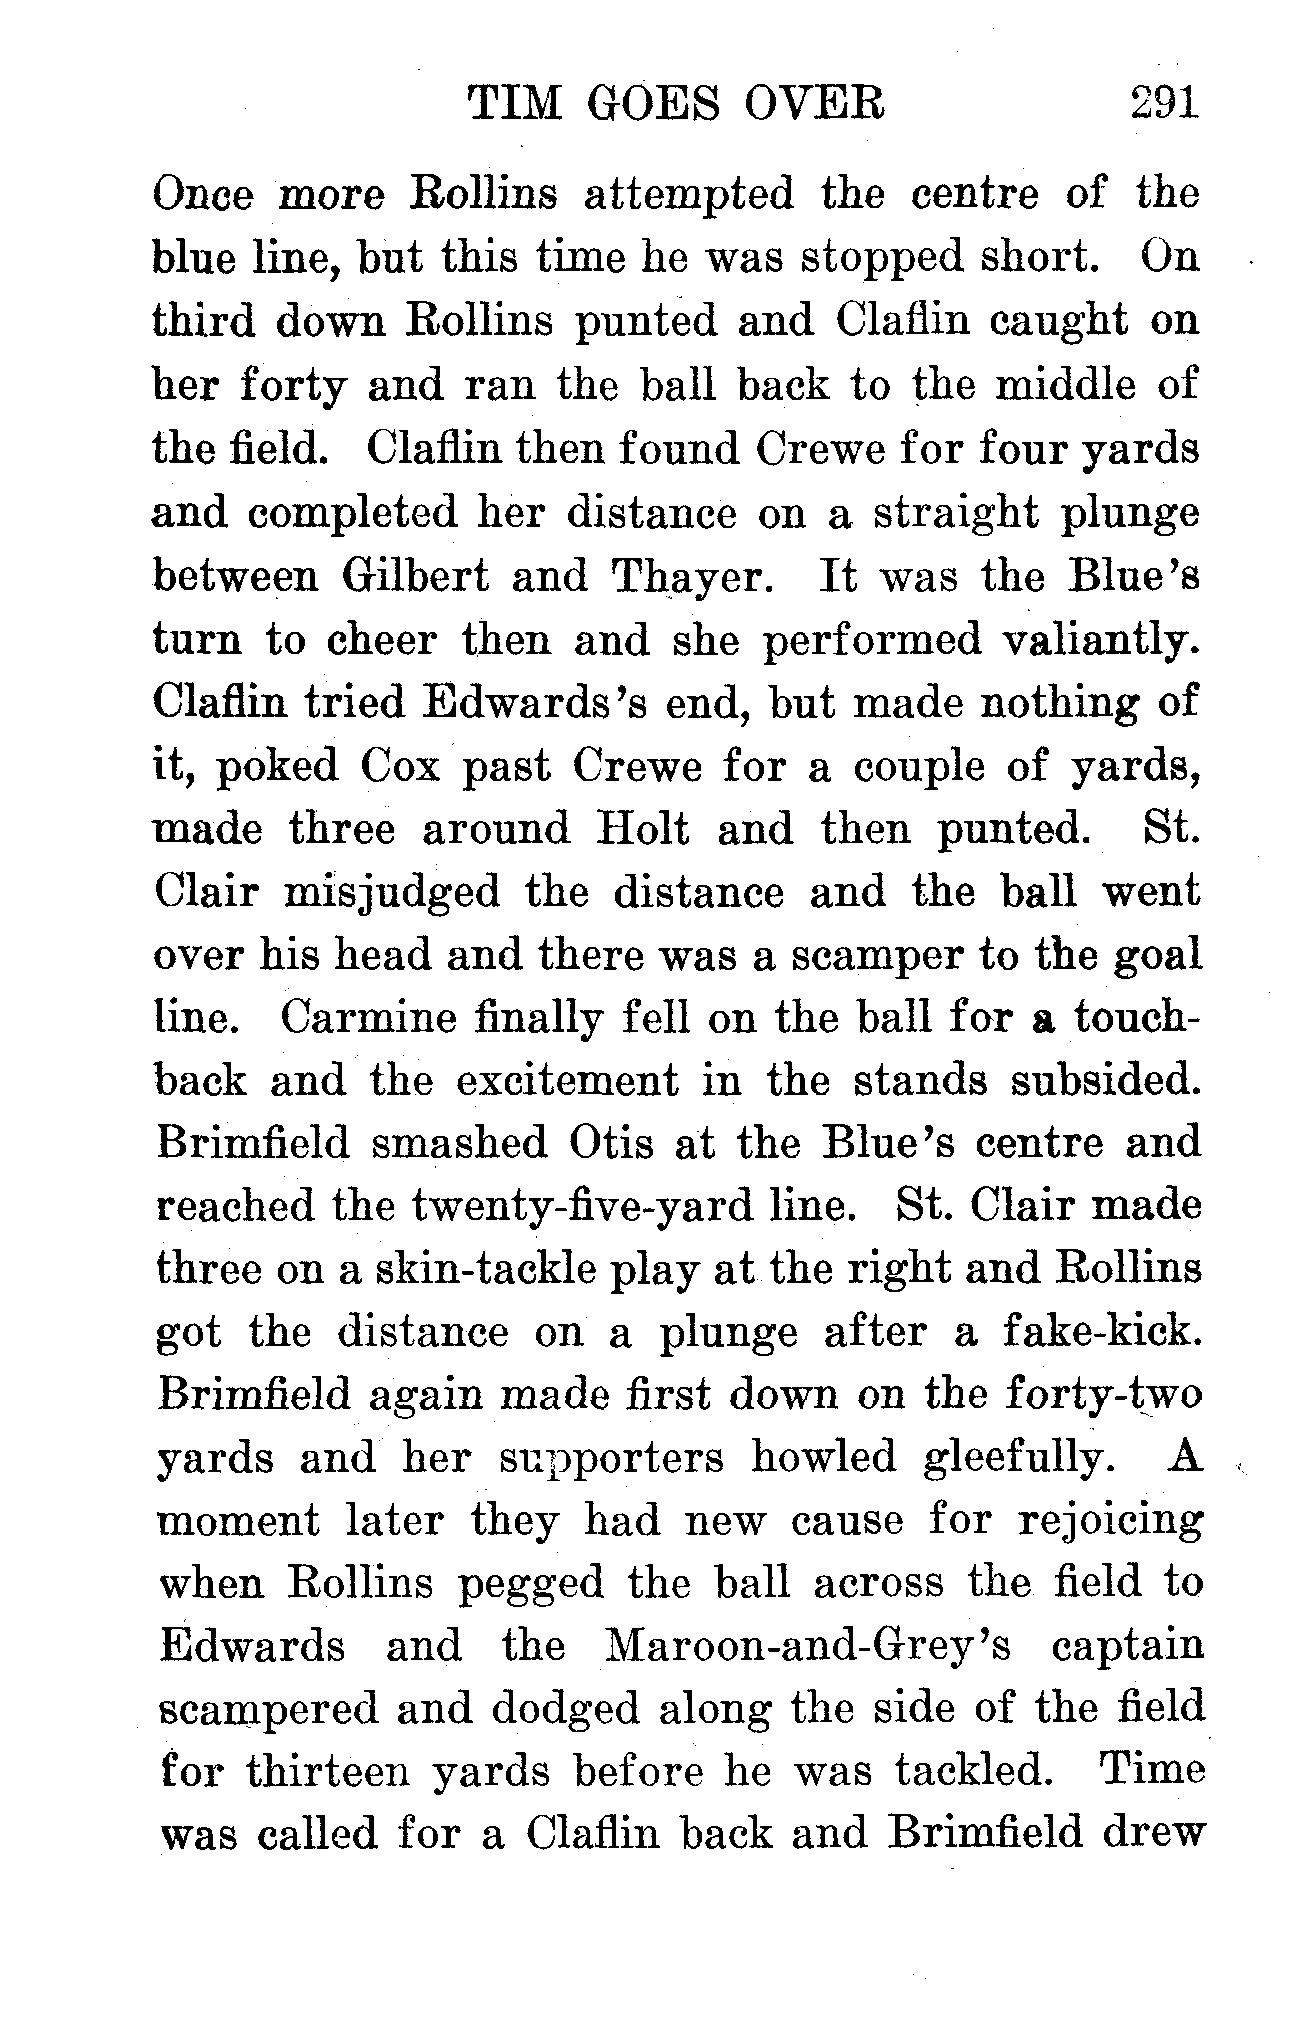 TIM GOES OVER 291
Once more Rollins attempted the centre of the
blue line, but this time he was stopped short. On
third down Rollins punted and Claflin caught on
her forty and ran the ball back to the middle of
the field. Claflin then found Crewe for four yards
and completed her distance on a straight plunge
between Gilbert and Thayer. It was the Blue's
turn to cheer then and she performed valiantly.
Claflin tried Edwards's end, but made nothing of
it, poked Cox past Crewe for a couple of yards,
made three around Holt and then punted. St.
Clair misjudged the distance and the ball went
over his head and there was a scamper to the goal
line. Carmine finally fell on the ball for a touch-
back and the excitement in the stands subsided.
Brimfield smashed Otis at the Blue's centre and
reached the twenty-five-yard line. St. Clair made
three on a skin-tackle play at the right and Rollins
got the distance on a plunge after a fake-kick.
Brimfield again made first down on the forty-two
yards and her supporters howled gleefully. A
moment later they had new cause for rejoicing
when Rollins pegged the ball across the field to
Edwards and the Maroon-and-Grey's captain
scampered and dodged along the side of the field
for thirteen yards before he was tackled. Time
was called for a Claflin back and Brimfield drew